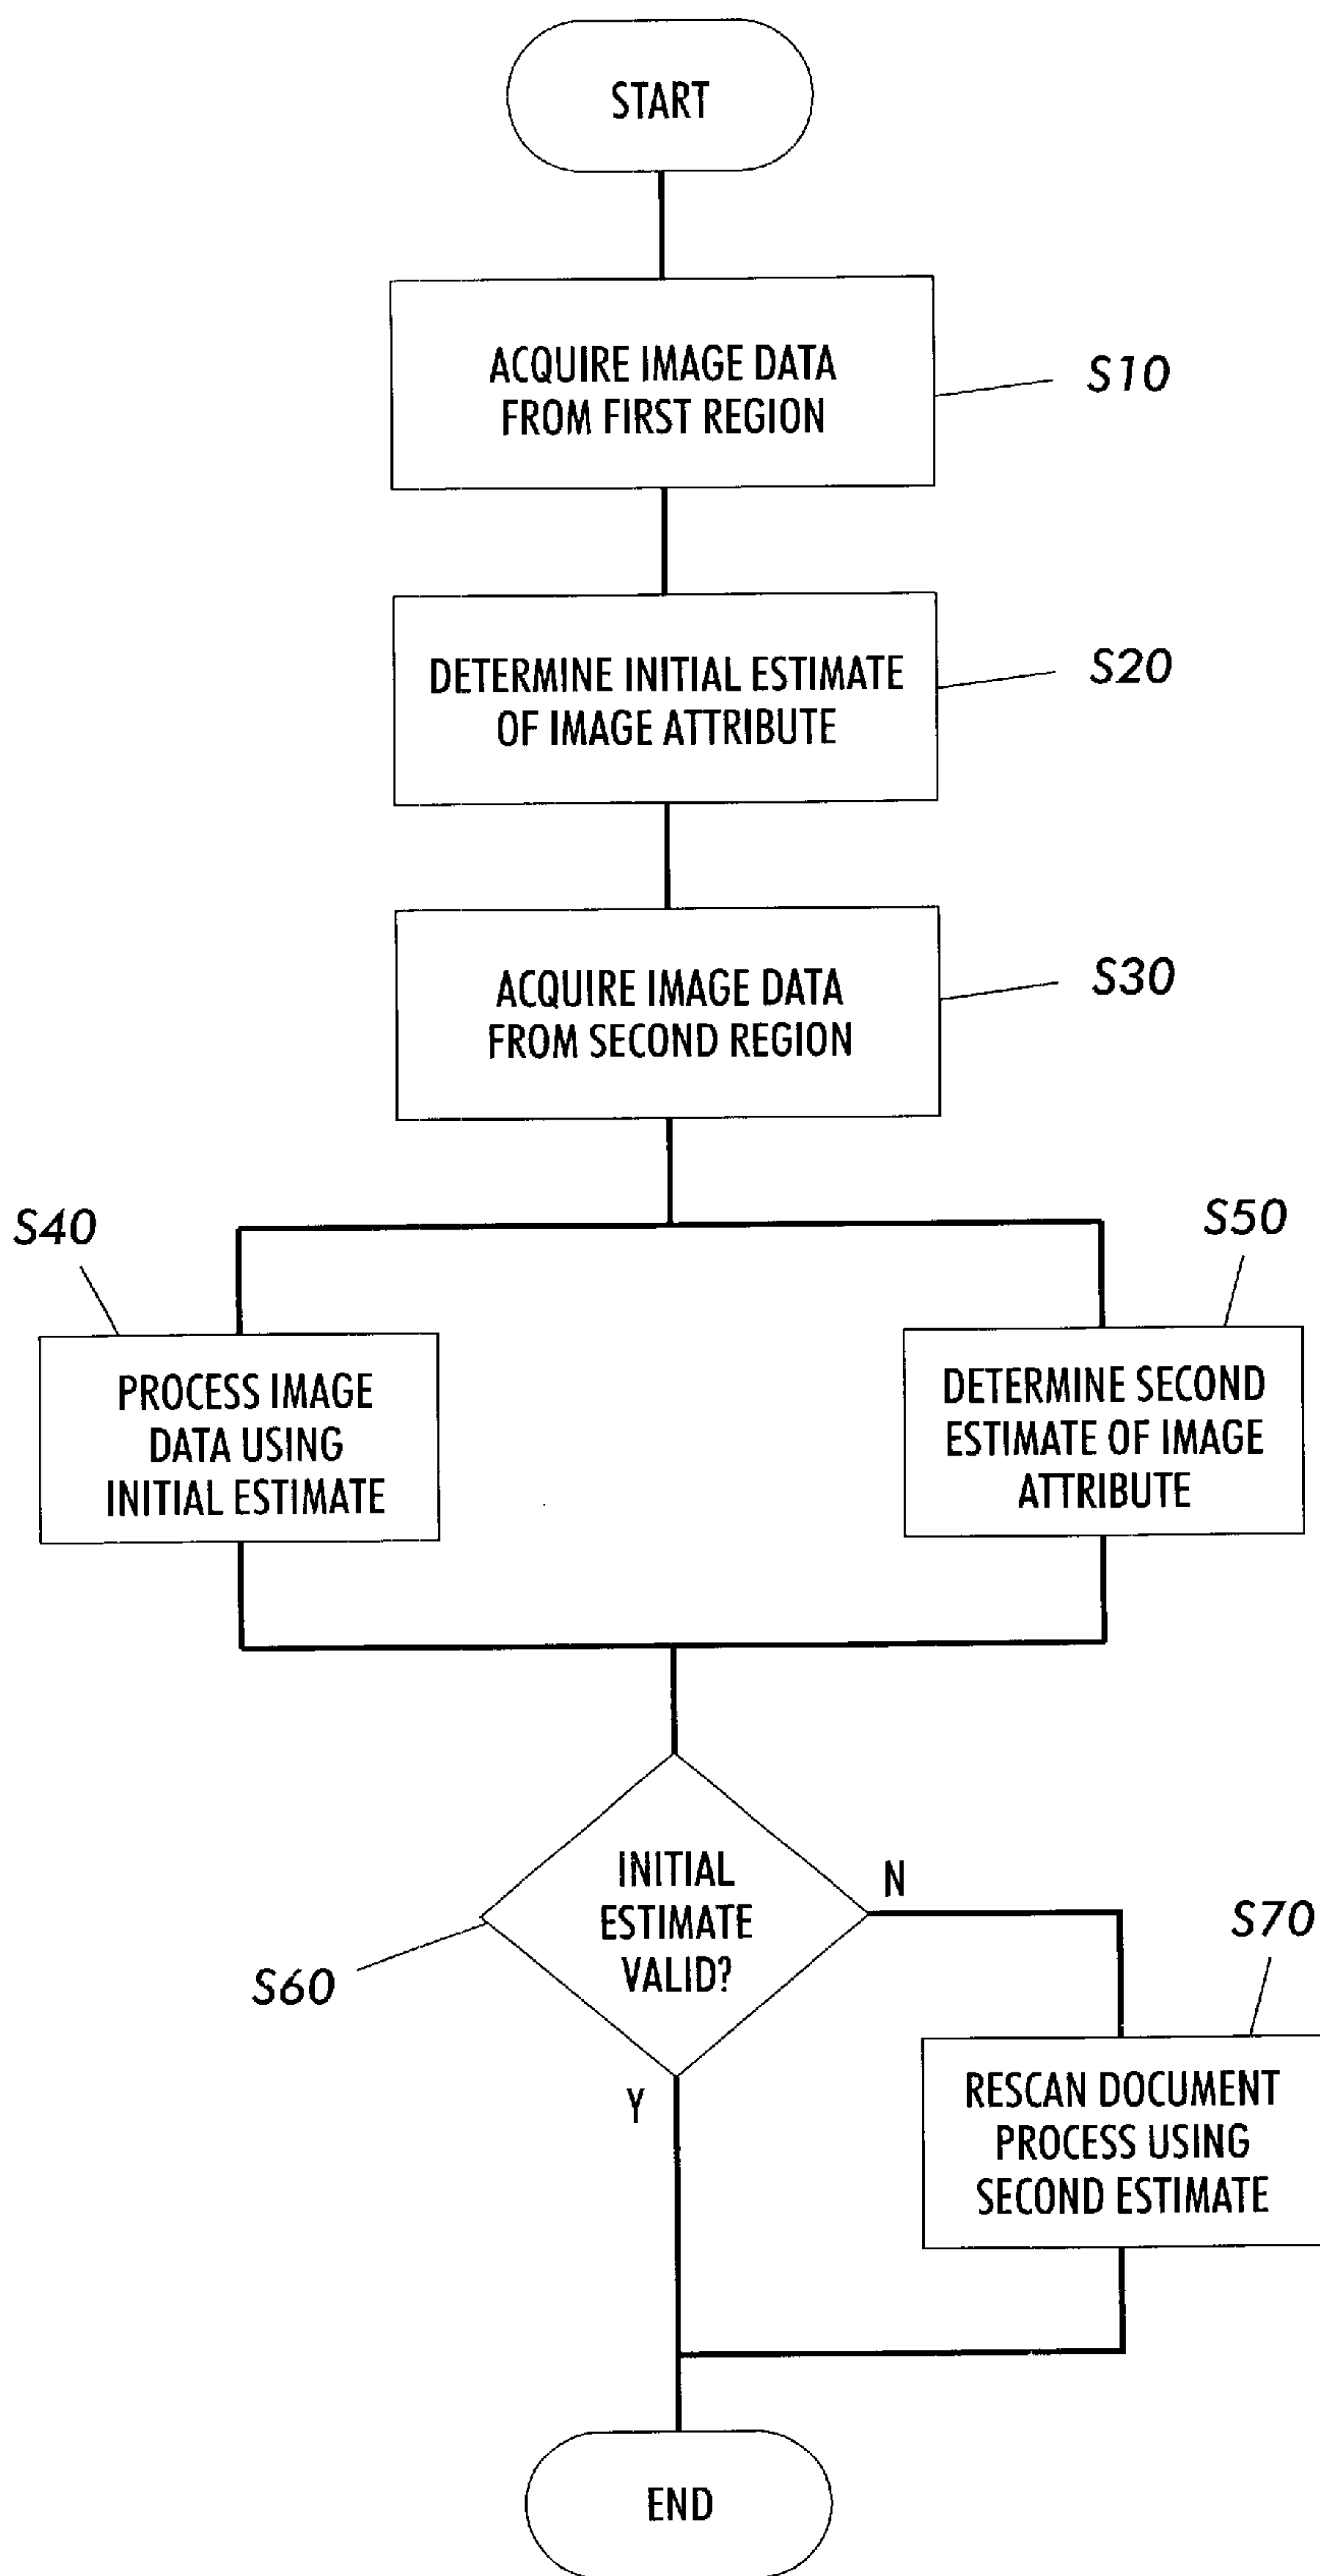 START
ACQUIRE IMAGE DATA
FROM FIRST REGION
S10
DETERMINE INITIAL ESTIMATE
OF IMAGE ATTRIBUTE
S20
ACQUIRE IMAGE DATA
FROM SECOND REGION
S30
S40
PROCESS IMAGE
DATA USING
INITIAL ESTIMATE
S50
DETERMINE SECOND
ESTIMATE OF IMAGE
ATTRIBUTE
INITIAL
ESTIMATE
VALID?
S60
N
Y
S70
RESCAN DOCUMENT
PROCESS USING
SECOND ESTIMATE
END